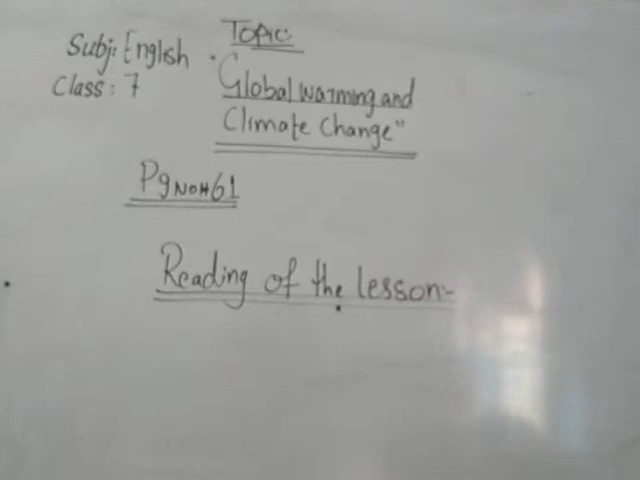 Subj: English
Class: 7
Topic:
"Global warming and
Climate Change"
Pg No# 61
Reading of the lesson:-